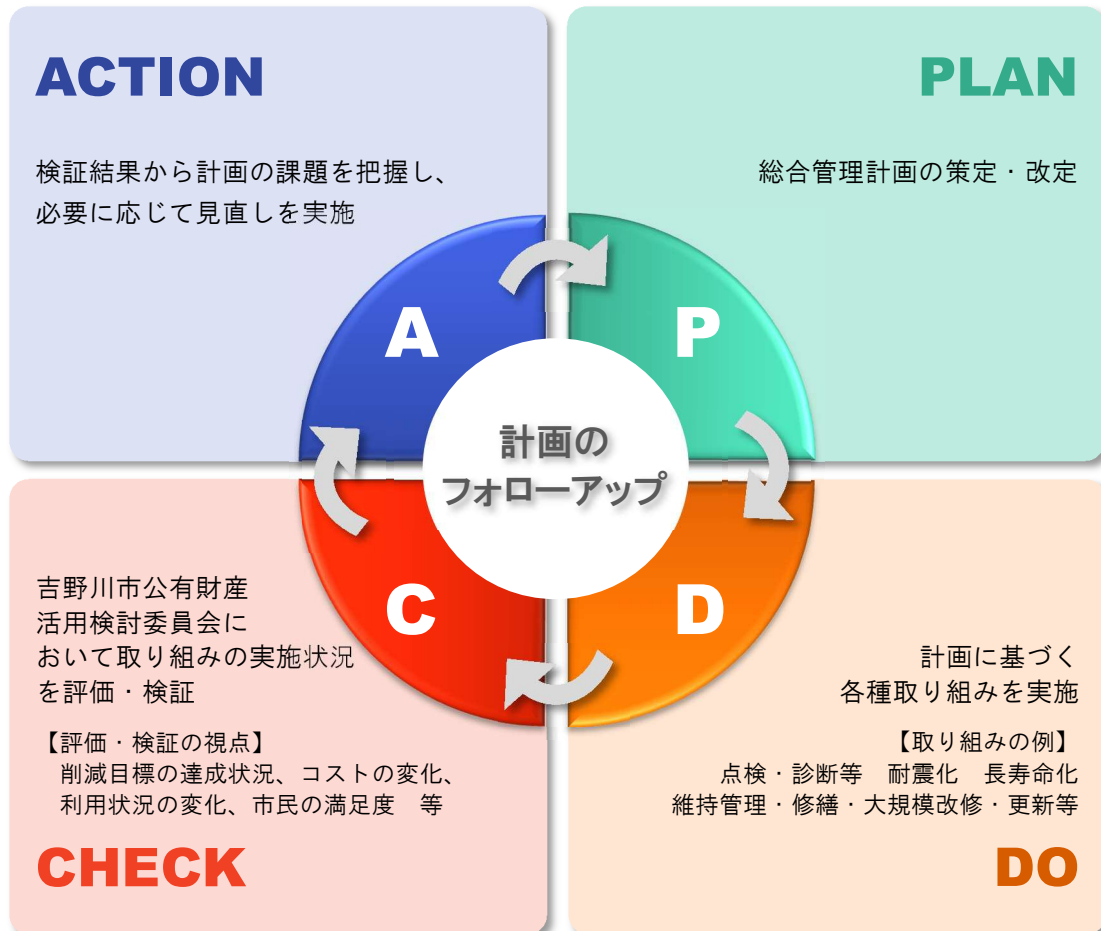 ACTION
検証結果から計画の課題を把握し、
必要に応じて見直しを実施
PLAN
総合管理計画の策定・改定
A
P
計画の
フォローアップ
C
D
吉野川市公有財産
活用検討委員会に
おいて取り組みの実施状況
を評価・検証
【評価・検証の視点】
削減目標の達成状況、コストの変化、
利用状況の変化、市民の満足度　等
CHECK
計画に基づく
各種取り組みを実施
【取り組みの例】
点検・診断等　耐震化　長寿命化
維持管理・修繕・大規模改修・更新等
DO